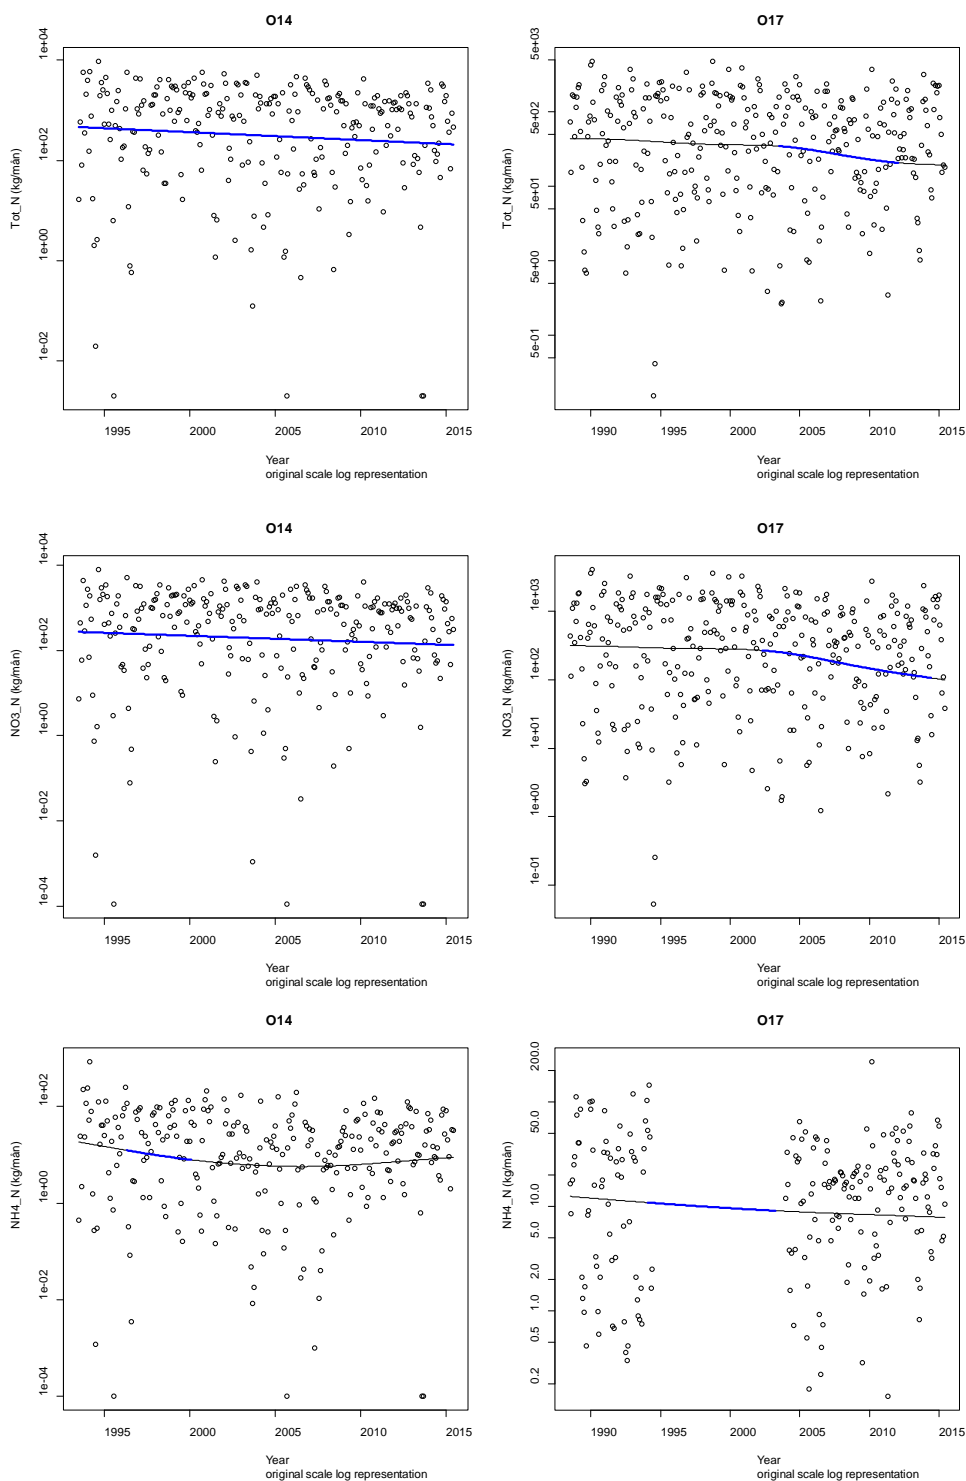 O14
Tot_N (kg/mån)
1e+04
1e+02
1e+00
1e-02
1995 2000 2005 2010 2015
Year
original scale log representation
O17
Tot_N (kg/mån)
5e+03
5e+02
5e+01
5e+00
5e-01
1990 1995 2000 2005 2010 2015
Year
original scale log representation
O14
NO3_N (kg/mån)
1e+04
1e+02
1e+00
1e-02
1e-04
1995 2000 2005 2010 2015
Year
original scale log representation
O17
NO3_N (kg/mån)
1e+03
1e+02
1e+01
1e+00
1e-01
1990 1995 2000 2005 2010 2015
Year
original scale log representation
O14
NH4_N (kg/mån)
1e+02
1e+00
1e-02
1e-04
1995 2000 2005 2010 2015
Year
original scale log representation
O17
NH4_N (kg/mån)
200.0
50.0
20.0
10.0
5.0
2.0
1.0
0.5
0.2
1990 1995 2000 2005 2010 2015
Year
original scale log representation